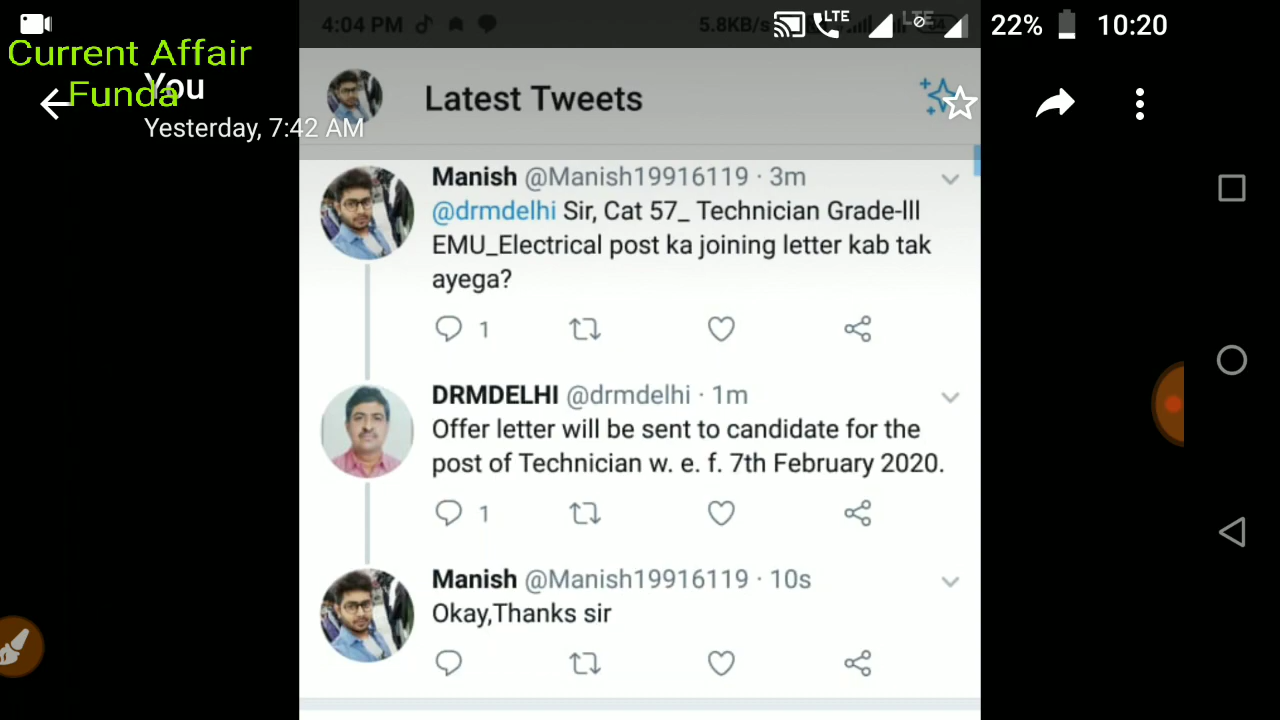 4:04 PM
5.8KB/s
LTE
LTE
22%
10:20
Current Affair
Funda
You
Yesterday, 7:42 AM
Latest Tweets
Manish @Manish19916119 · 3m
@drmdelhi Sir, Cat 57_ Technician Grade-lll
EMU_Electrical post ka joining letter kab tak
ayega?
1
DRMDELHI @drmdelhi · 1m
Offer letter will be sent to candidate for the
post of Technician w. e. f. 7th February 2020.
1
Manish @Manish19916119 · 10s
Okay,Thanks sir